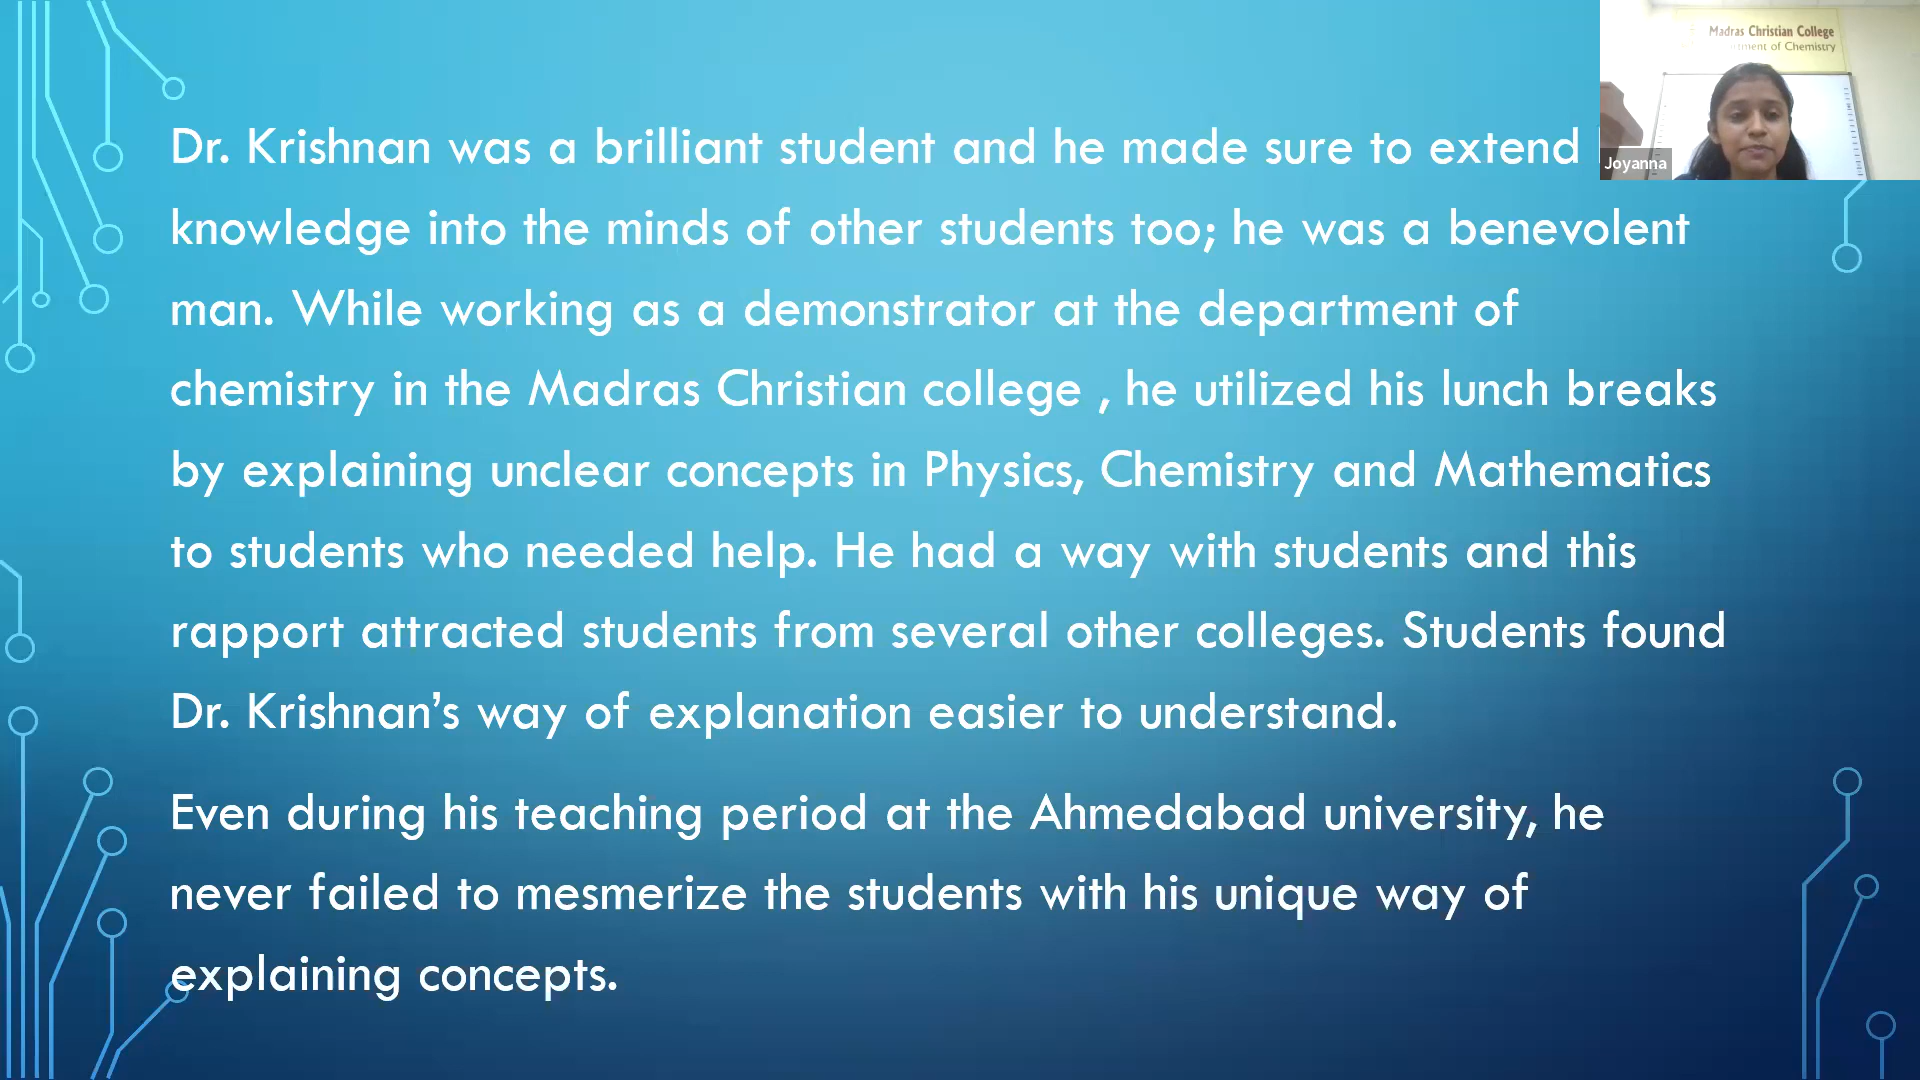 Madras Christian College
ment of Chemistry
Joyanna
Dr. Krishnan was a brilliant student and he made sure to extend
knowledge into the minds of other students too; he was a benevolent
man. While working as a demonstrator at the department of
chemistry in the Madras Christian college , he utilized his lunch breaks
by explaining unclear concepts in Physics, Chemistry and Mathematics
to students who needed help. He had a way with students and this
rapport attracted students from several other colleges. Students found
Dr. Krishnan’s way of explanation easier to understand.
Even during his teaching period at the Ahmedabad university, he
never failed to mesmerize the students with his unique way of
explaining concepts.